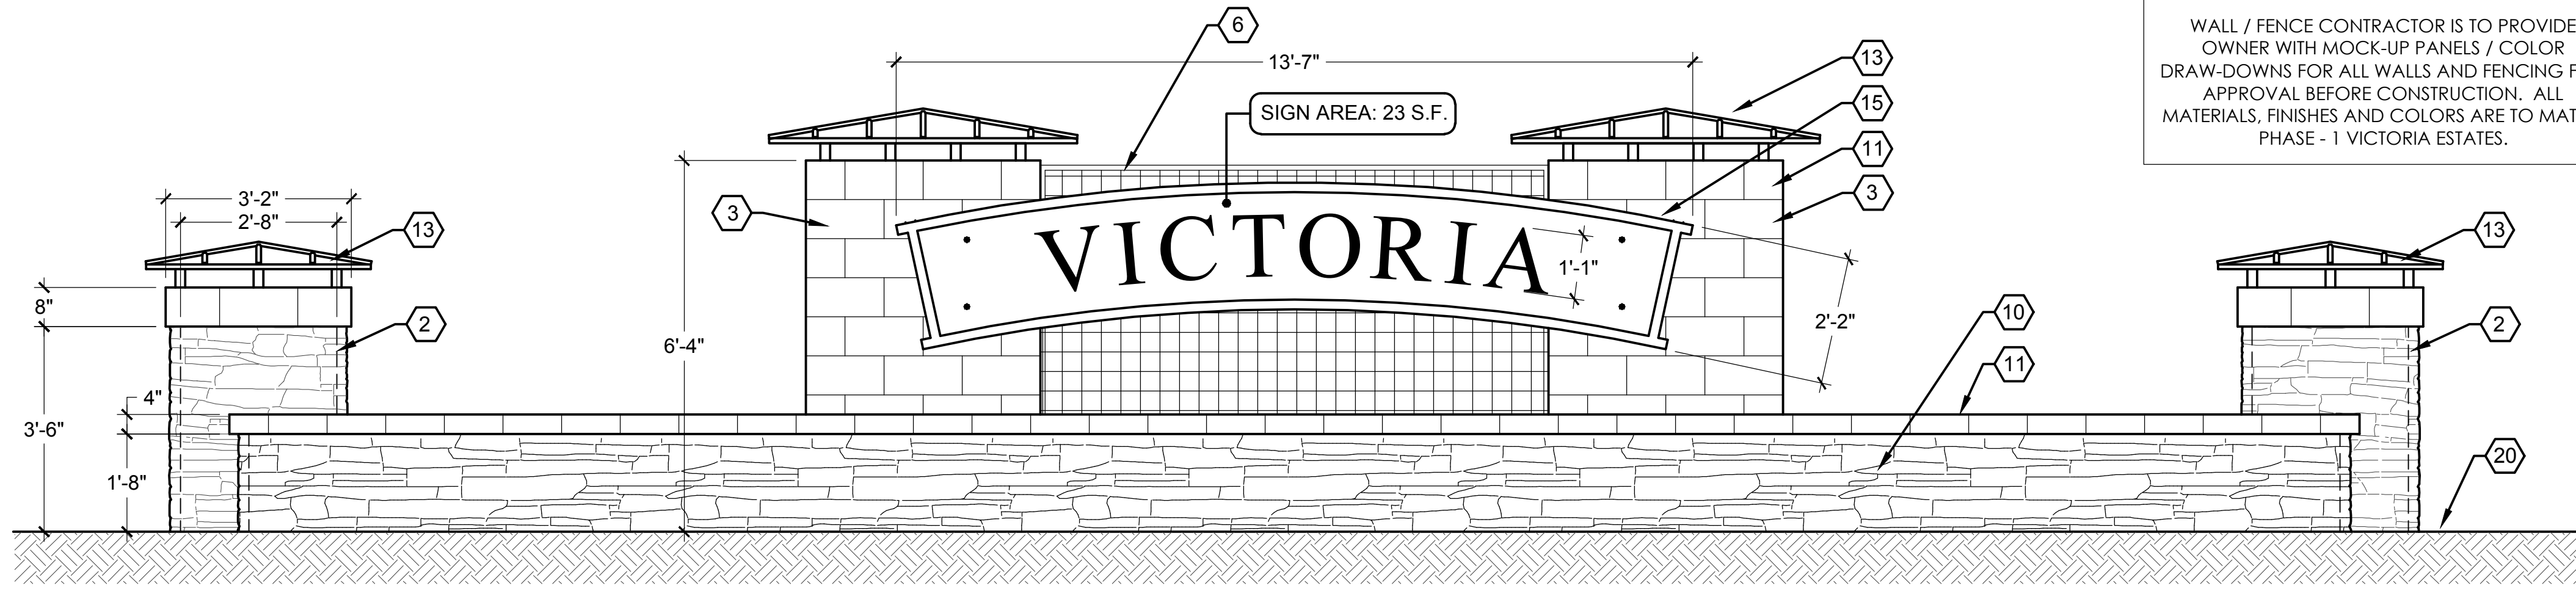 6
WALL / FENCE CONTRACTOR IS TO PROVIDE
OWNER WITH MOCK-UP PANELS / COLOR
DRAW-DOWNS FOR ALL WALLS AND FENCING
APPROVAL BEFORE CONSTRUCTION. ALL
MATERIALS, FINISHES AND COLORS ARE TO
PHASE - 1 VICTORIA ESTATES.
13'-7"
13
SIGN AREA: 23 S.F.
15
11
3
3'-2"
2'-8"
13
3
VICTORIA
1'-1"
13
8"
2
6'-4"
2'-2"
10
2
11
4"
3'-6"
1'-8"
20